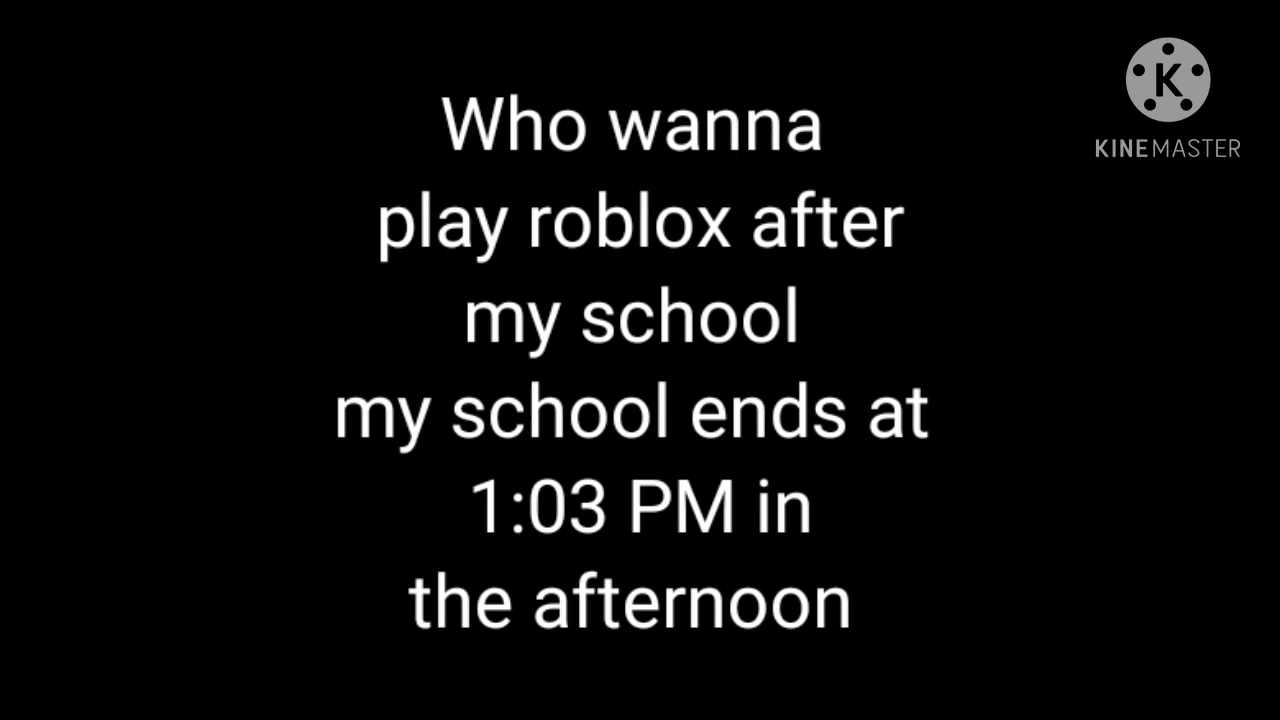 Who wanna
play roblox after
my school
my school ends at
1:03 PM in
the afternoon
K
KINEMASTER